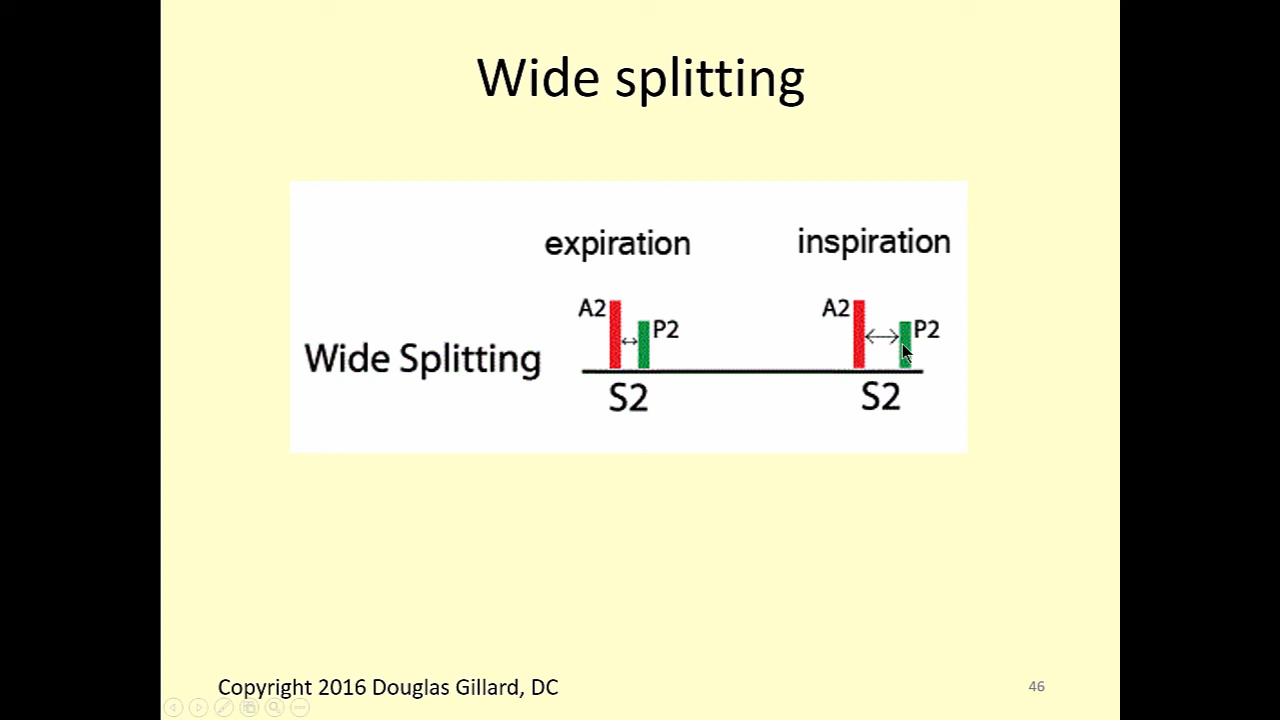 Wide splitting
expiration
inspiration
A2
P2
A2
P2
Wide Splitting
S2
S2
Copyright 2016 Douglas Gillard, DC
46